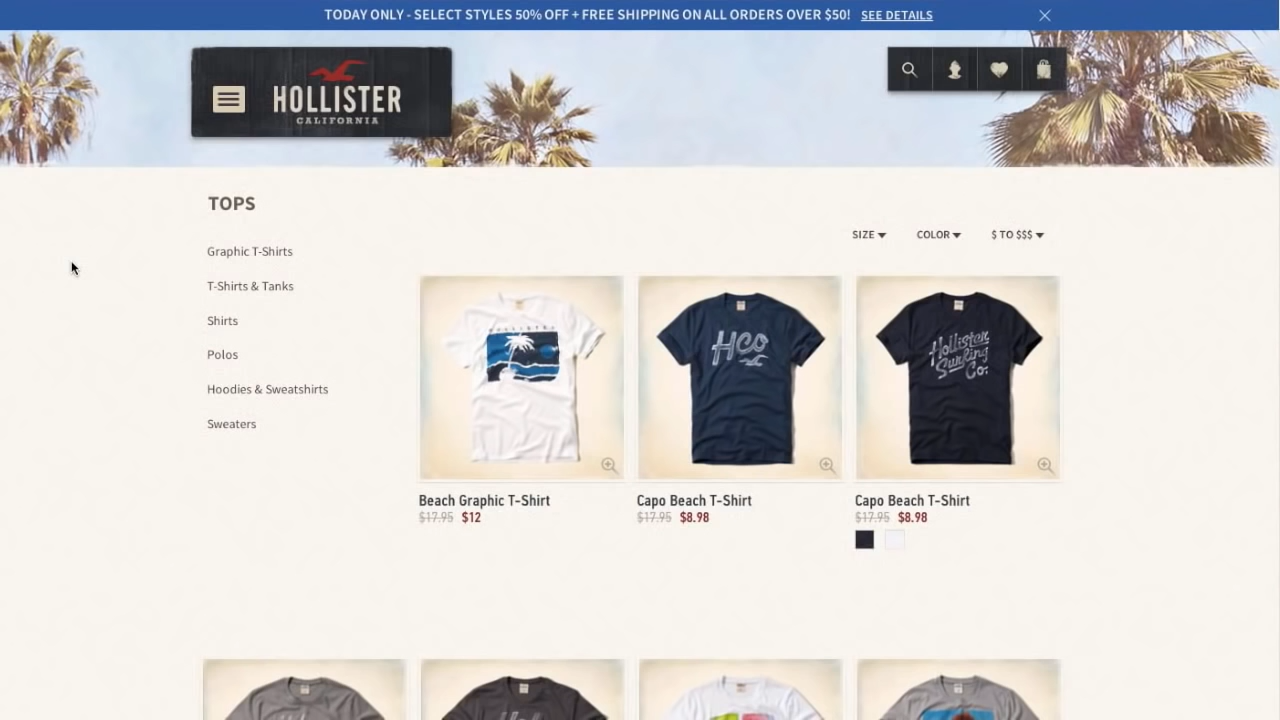 TODAY ONLY - SELECT STYLES 50% OFF + FREE SHIPPING ON ALL ORDERS OVER $50! SEE DETAILS
HOLLISTER
CALIFORNIA
TOPS
SIZE COLOR $ TO $$$
Graphic T-Shirts
T-Shirts & Tanks
Shirts
Polos
Hoodies & Sweatshirts
Sweaters
HOLLISTER
HCO
Hollister
Surfing
Co.
Beach Graphic T-Shirt
$17.95 $12
Capo Beach T-Shirt
$17.95 $8.98
Capo Beach T-Shirt
$17.95 $8.98